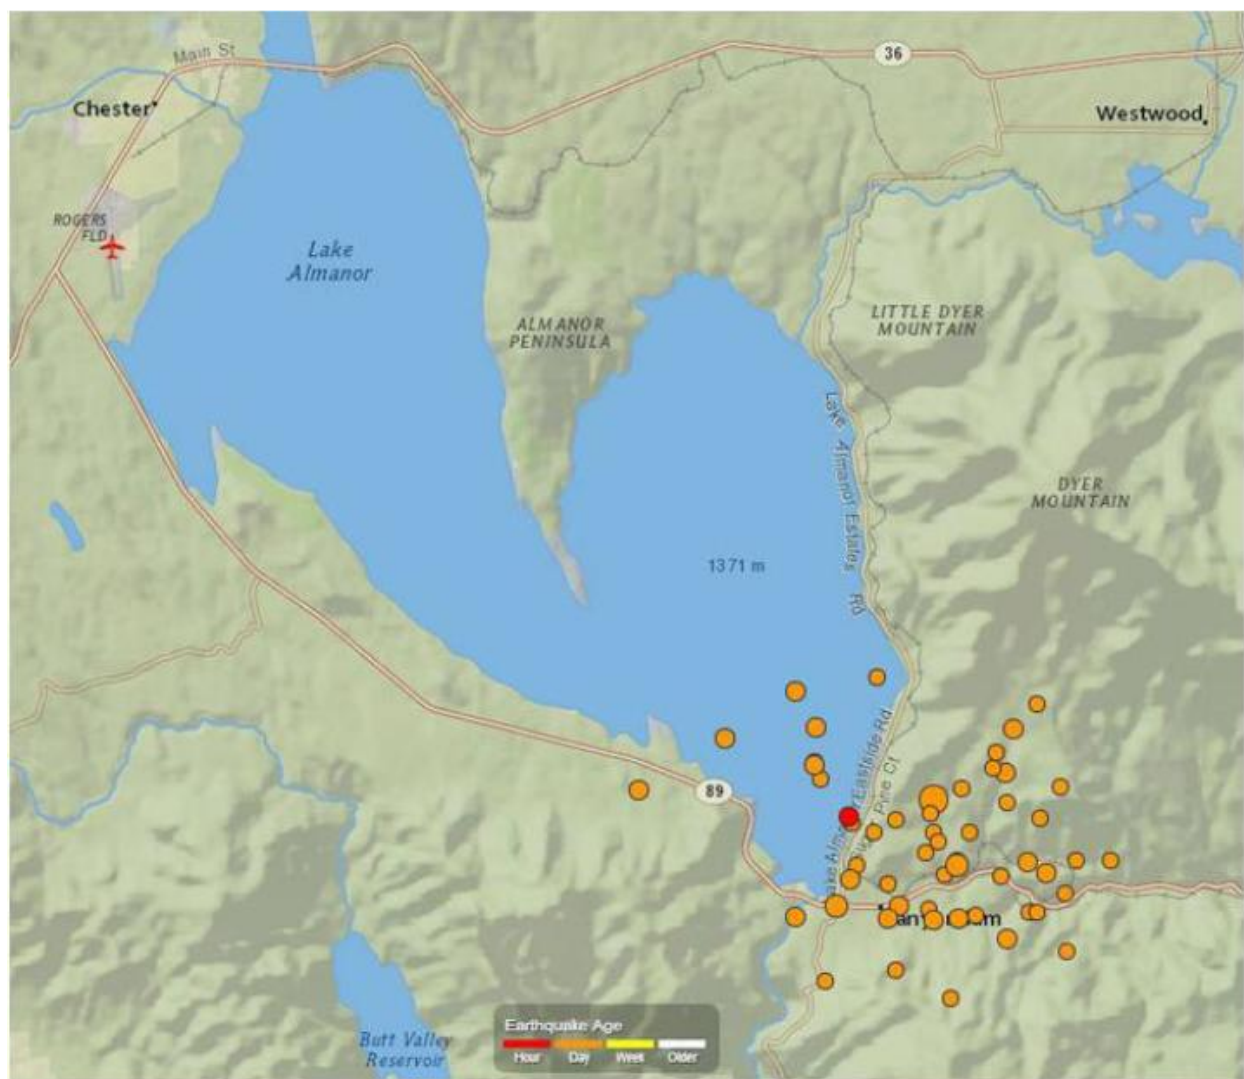 Main St
36
Chester
Westwood
ROGERS
FLD
Lake
Almanor
ALMANOR
PENINSULA
LITTLE DYER
MOUNTAIN
Lake Almanor Estates Rd
DYER
MOUNTAIN
1371 m
Eastside Rd
Pine Ct
89
Earthquake Age
Hour
Day
Week
Older
Butt Valley
Reservoir